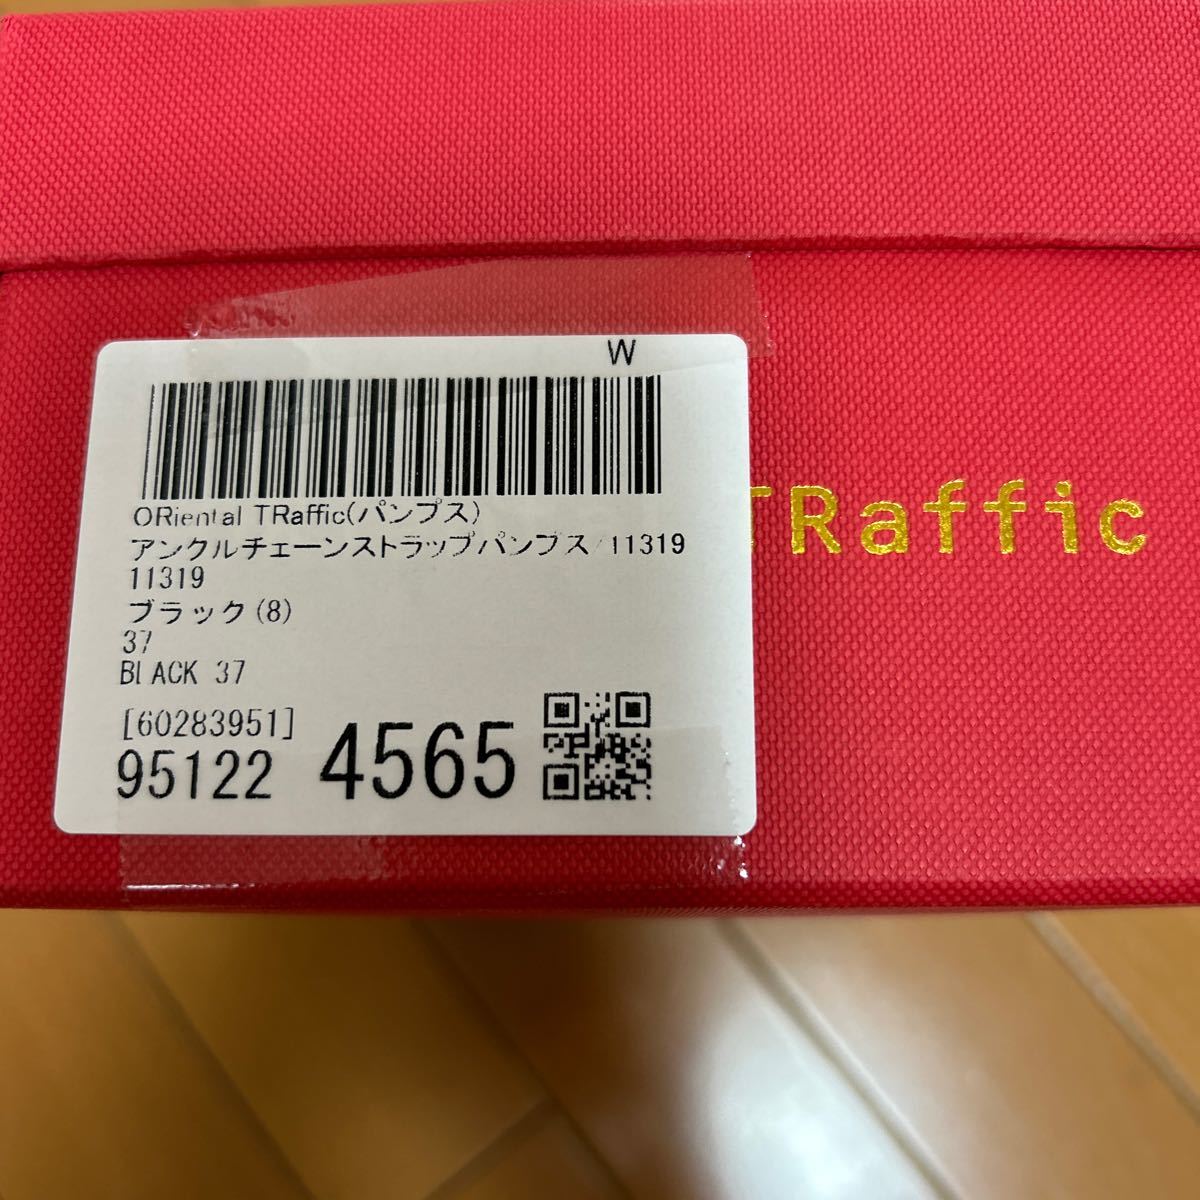 W
ORiental TRaffic(パンプス)
アンクルチェーンストラップパンプス/11319
11319
ブラック(8)
37
BLACK 37
[60283951]
95122 4565
TRaffic